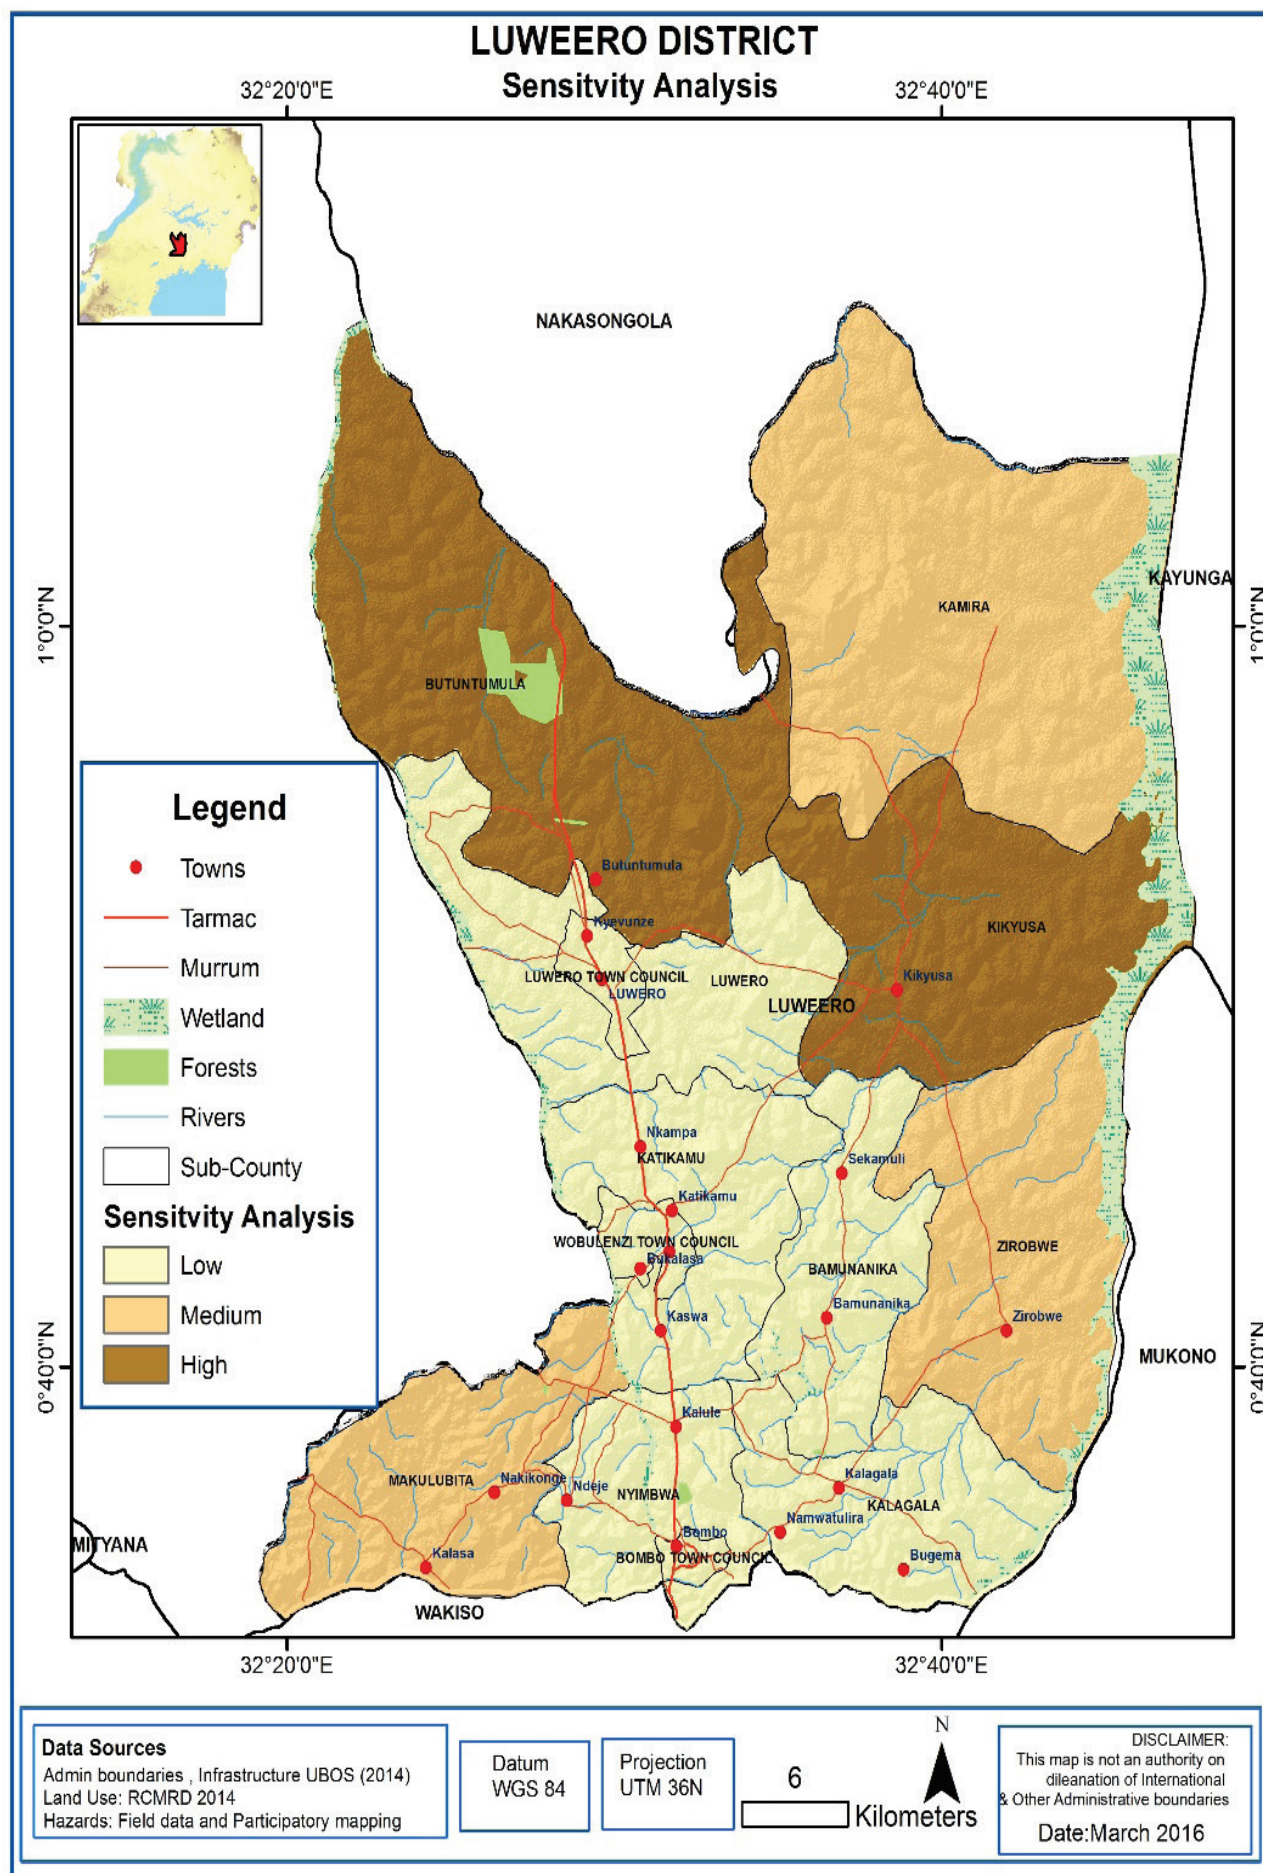 LUWEERO DISTRICT
Sensitvity Analysis
32°20'0"E
32°40'0"E
NAKASONGOLA
KAYUNGA
KAMIRA
1°0'0"N
1°0'0"N
BUTUNTUMULA
Legend
Towns
Tarmac
Murrum
Wetland
Forests
Rivers
Sub-County
Sensitvity Analysis
Low
Medium
High
Butuntumula
Kyevunze
KIKYUSA
LUWERO TOWN COUNCIL
LUWERO
Kikyusa
LUWERO
LUWEERO
Nkampa
KATIKAMU
Sekamuli
Katikamu
WOBULENZI TOWN COUNCIL
ZIROBWE
Bukalasa
BAMUNANIKA
Bamunanika
Kaswa
Zirobwe
MUKONO
0°40'0"N
0°40'0"N
Kalule
MAKULUBITA
Nakikonge
Ndeje
NYIMBWA
Kalagala
KALAGALA
Namwatulira
MITYANA
Bombo
Kalasa
BOMBO TOWN COUNCIL
Bugema
WAKISO
32°20'0"E
32°40'0"E
Data Sources
Admin boundaries , Infrastructure UBOS (2014)
Land Use: RCMRD 2014
Hazards: Field data and Participatory mapping
Datum
WGS 84
Projection
UTM 36N
6
Kilometers
N
DISCLAIMER:
This map is not an authority on
dileanation of International
& Other Administrative boundaries
Date:March 2016